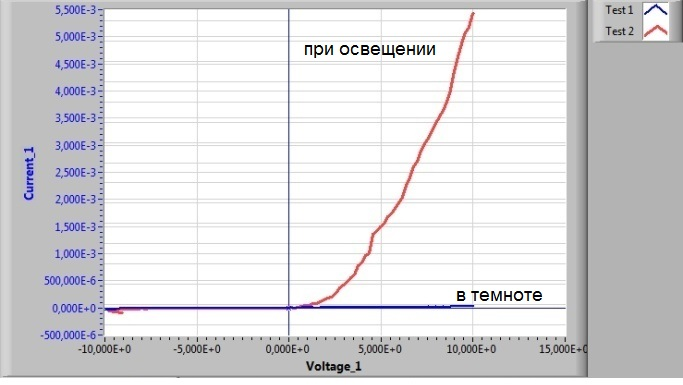 Test 1
Test 2
при освещении
в темноте
5,500E-3
5,000E-3
4,500E-3
4,000E-3
3,500E-3
3,000E-3
2,500E-3
2,000E-3
1,500E-3
1,000E-3
500,000E-6
0,000E+0
-500,000E-6
Current_1
-10,000E+0 -5,000E+0 0,000E+0 5,000E+0 10,000E+0 15,000E+0
Voltage_1